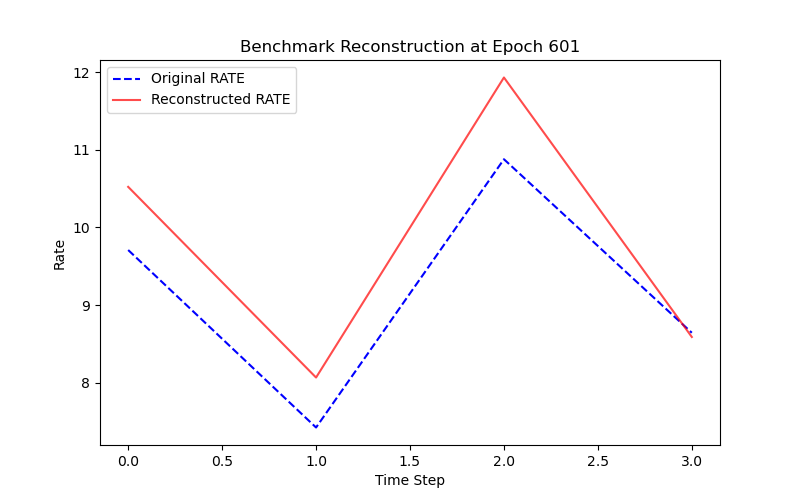 Benchmark Reconstruction at Epoch 601
Original RATE
Reconstructed RATE
12
11
10
9
8
Rate
0.0 0.5 1.0 1.5 2.0 2.5 3.0
Time Step